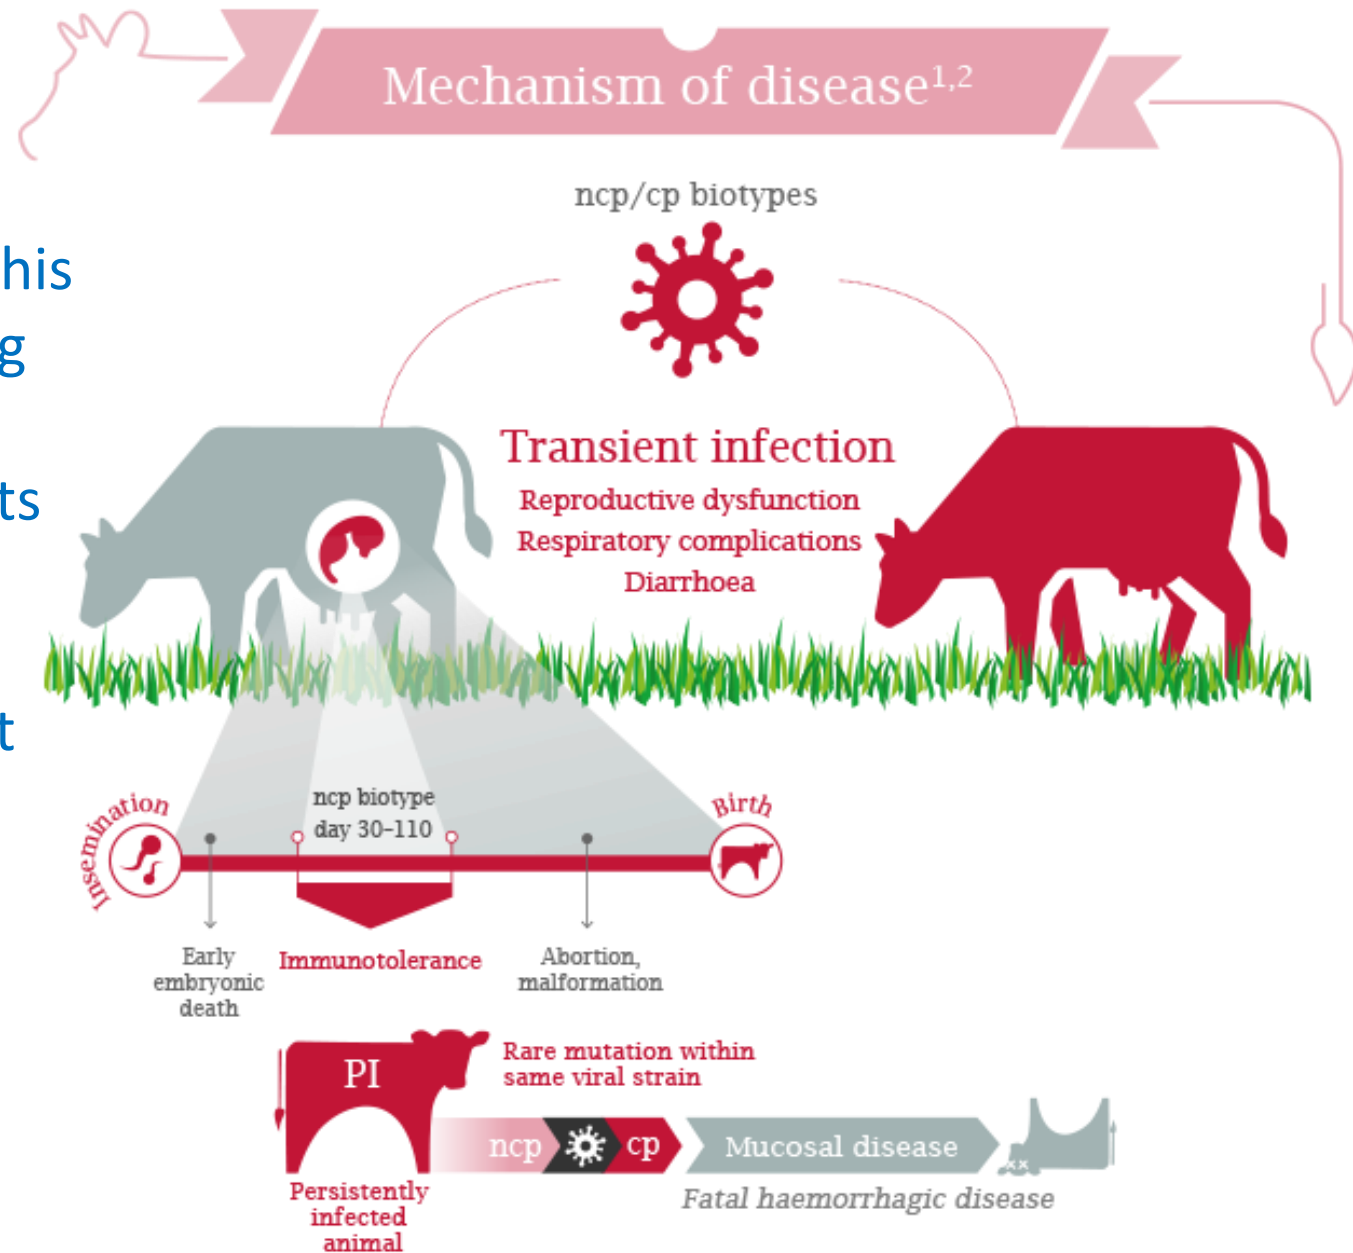 Mechanism of disease1,2
ncp/cp biotypes
his
g
ts
t
Transient infection
Reproductive dysfunction
Respiratory complications
Diarrhoea
Insemination
ncp biotype
day 30–110
Birth
Early
embryonic
death
Immunotolerance
Abortion,
malformation
PI
Rare mutation within
same viral strain
ncp
cp
Mucosal disease
xx
Fatal haemorrhagic disease
Persistently
infected
animal